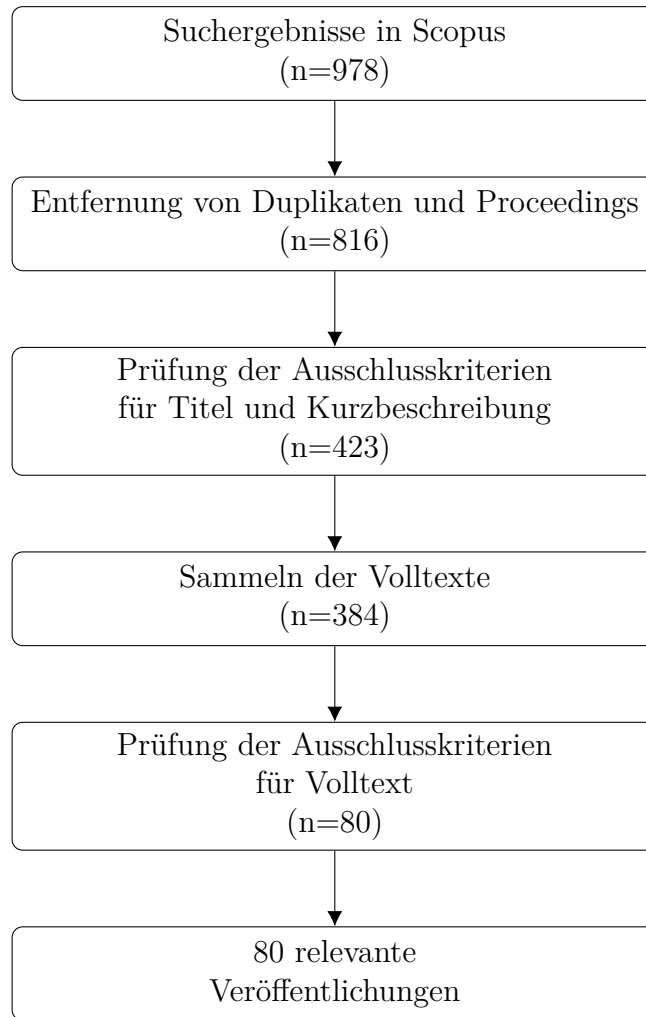 Suchergebnisse in Scopus
(n=978)
Entfernung von Duplikaten und Proceedings
(n=816)
Prüfung der Ausschlusskriterien
für Titel und Kurzbeschreibung
(n=423)
Sammeln der Volltexte
(n=384)
Prüfung der Ausschlusskriterien
für Volltext
(n=80)
80 relevante
Veröffentlichungen